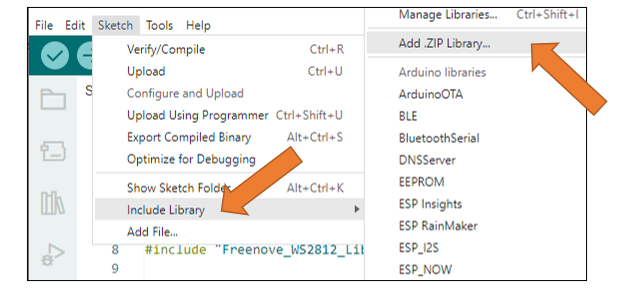 File Edit Sketch Tools Help
Verify/Compile Ctrl+R
Upload Ctrl+U
Configure and Upload
Upload Using Programmer Ctrl+Shift+U
Export Compiled Binary Alt+Ctrl+S
Optimize for Debugging
Show Sketch Folder Alt+Ctrl+K
Include Library
Add File...
S
8 #include "Freenove_WS2812_Lib
9
Manage Libraries... Ctrl+Shift+I
Add .ZIP Library...
Arduino libraries
ArduinoOTA
BLE
BluetoothSerial
DNSServer
EEPROM
ESP Insights
ESP RainMaker
ESP_I2S
ESP_NOW